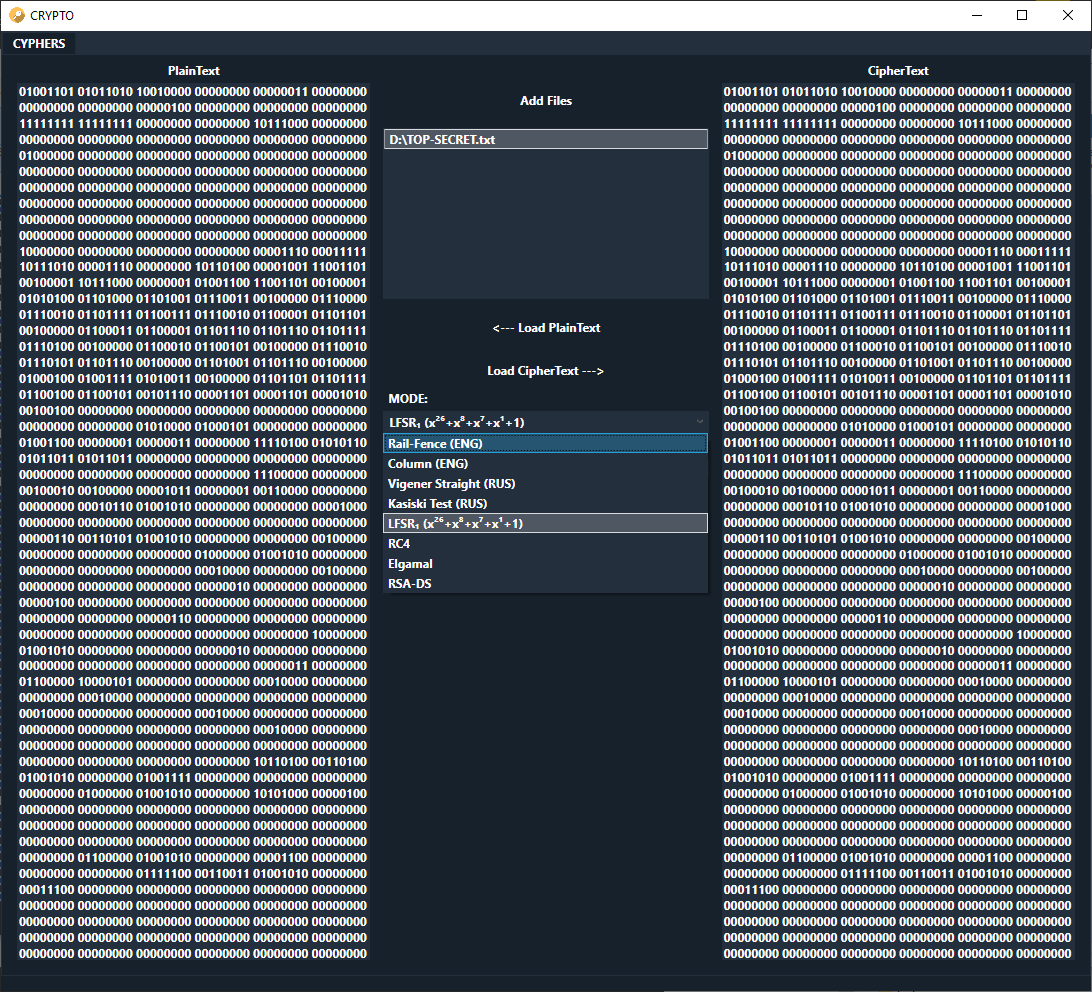 CRYPTO
CYPHERS
PlainText
01001101 01011010 10010000 00000000 00000011 00000000
00000000 00000000 00000100 00000000 00000000 00000000
11111111 11111111 00000000 00000000 10111000 00000000
00000000 00000000 00000000 00000000 00000000 00000000
01000000 00000000 00000000 00000000 00000000 00000000
00000000 00000000 00000000 00000000 00000000 00000000
00000000 00000000 00000000 00000000 00000000 00000000
00000000 00000000 00000000 00000000 00000000 00000000
00000000 00000000 00000000 00000000 00000000 00000000
00000000 00000000 00000000 00000000 00000000 00000000
10000000 00000000 00000000 00000000 00001110 00011111
10111010 00001110 00000000 10110100 00001001 11001101
00100001 10111000 00000001 01001100 11001101 00100001
01010100 01101000 01101001 01110011 00100000 01110000
01110010 01101111 01100111 01110010 01100001 01101101
00100000 01100011 01100001 01101110 01101110 01101111
01110100 00100000 01100010 01100101 00100000 01110010
01110101 01101110 00100000 01101001 01101110 00100000
01000100 01001111 01010011 00100000 01101101 01101111
01100100 01100101 00101110 00001101 00001101 00001010
00100100 00000000 00000000 00000000 00000000 00000000
00000000 00000000 01010000 01000101 00000000 00000000
01001100 00000001 00000011 00000000 11110100 01010110
01011011 01011011 00000000 00000000 00000000 00000000
00000000 00000000 00000000 00000000 11100000 00000000
00100010 00100000 00001011 00000001 00110000 00000000
00000000 00010110 01001010 00000000 00000000 00001000
00000000 00000000 00000000 00000000 00000000 00000000
00000110 00110101 01001010 00000000 00000000 00100000
00000000 00000000 00000000 01000000 01001010 00000000
00000000 00000000 00000000 00010000 00000000 00100000
00000000 00000000 00000000 00000010 00000000 00000000
00000100 00000000 00000000 00000000 00000000 00000000
00000000 00000000 00000110 00000000 00000000 00000000
00000000 00000000 00000000 00000000 00000000 10000000
01001010 00000000 00000000 00000010 00000000 00000000
00000000 00000000 00000000 00000000 00000011 00000000
01100000 10000101 00000000 00000000 00010000 00000000
00000000 00010000 00000000 00000000 00000000 00000000
00010000 00000000 00000000 00010000 00000000 00000000
00000000 00000000 00000000 00000000 00010000 00000000
00000000 00000000 00000000 00000000 00000000 00000000
00000000 00000000 00000000 00000000 10110100 00110100
01001010 00000000 01001111 00000000 00000000 00000000
00000000 01000000 01001010 00000000 10101000 00000100
00000000 00000000 00000000 00000000 00000000 00000000
00000000 00000000 00000000 00000000 00000000 00000000
00000000 00000000 00000000 00000000 00000000 00000000
00000000 01100000 01001010 00000000 00001100 00000000
00000000 00000000 01111100 00110011 01001010 00000000
00011100 00000000 00000000 00000000 00000000 00000000
00000000 00000000 00000000 00000000 00000000 00000000
00000000 00000000 00000000 00000000 00000000 00000000
00000000 00000000 00000000 00000000 00000000 00000000
00000000 00000000 00000000 00000000 00000000 00000000
Add Files
D:\TOP-SECRET.txt
<--- Load PlainText
Load CipherText --->
MODE:
LFSR₁ (x²⁶+x⁸+x⁷+x¹+1)
Rail-Fence (ENG)
Column (ENG)
Vigener Straight (RUS)
Kasiski Test (RUS)
LFSR₁ (x²⁶+x⁸+x⁷+x¹+1)
RC4
Elgamal
RSA-DS
CipherText
01001101 01011010 10010000 00000000 00000011 00000000
00000000 00000000 00000100 00000000 00000000 00000000
11111111 11111111 00000000 00000000 10111000 00000000
00000000 00000000 00000000 00000000 00000000 00000000
01000000 00000000 00000000 00000000 00000000 00000000
00000000 00000000 00000000 00000000 00000000 00000000
00000000 00000000 00000000 00000000 00000000 00000000
00000000 00000000 00000000 00000000 00000000 00000000
00000000 00000000 00000000 00000000 00000000 00000000
00000000 00000000 00000000 00000000 00000000 00000000
10000000 00000000 00000000 00000000 00001110 00011111
10111010 00001110 00000000 10110100 00001001 11001101
00100001 10111000 00000001 01001100 11001101 00100001
01010100 01101000 01101001 01110011 00100000 01110000
01110010 01101111 01100111 01110010 01100001 01101101
00100000 01100011 01100001 01101110 01101110 01101111
01110100 00100000 01100010 01100101 00100000 01110010
01110101 01101110 00100000 01101001 01101110 00100000
01000100 01001111 01010011 00100000 01101101 01101111
01100100 01100101 00101110 00001101 00001101 00001010
00100100 00000000 00000000 00000000 00000000 00000000
00000000 00000000 01010000 01000101 00000000 00000000
01001100 00000001 00000011 00000000 11110100 01010110
01011011 01011011 00000000 00000000 00000000 00000000
00000000 00000000 00000000 00000000 11100000 00000000
00100010 00100000 00001011 00000001 00110000 00000000
00000000 00010110 01001010 00000000 00000000 00001000
00000000 00000000 00000000 00000000 00000000 00000000
00000110 00110101 01001010 00000000 00000000 00100000
00000000 00000000 00000000 01000000 01001010 00000000
00000000 00000000 00000000 00010000 00000000 00100000
00000000 00000000 00000000 00000010 00000000 00000000
00000100 00000000 00000000 00000000 00000000 00000000
00000000 00000000 00000110 00000000 00000000 00000000
00000000 00000000 00000000 00000000 00000000 10000000
01001010 00000000 00000000 00000010 00000000 00000000
00000000 00000000 00000000 00000000 00000011 00000000
01100000 10000101 00000000 00000000 00010000 00000000
00000000 00010000 00000000 00000000 00000000 00000000
00010000 00000000 00000000 00010000 00000000 00000000
00000000 00000000 00000000 00000000 00010000 00000000
00000000 00000000 00000000 00000000 00000000 00000000
00000000 00000000 00000000 00000000 10110100 00110100
01001010 00000000 01001111 00000000 00000000 00000000
00000000 01000000 01001010 00000000 10101000 00000100
00000000 00000000 00000000 00000000 00000000 00000000
00000000 00000000 00000000 00000000 00000000 00000000
00000000 00000000 00000000 00000000 00000000 00000000
00000000 01100000 01001010 00000000 00001100 00000000
00000000 00000000 01111100 00110011 01001010 00000000
00011100 00000000 00000000 00000000 00000000 00000000
00000000 00000000 00000000 00000000 00000000 00000000
00000000 00000000 00000000 00000000 00000000 00000000
00000000 00000000 00000000 00000000 00000000 00000000
00000000 00000000 00000000 00000000 00000000 00000000